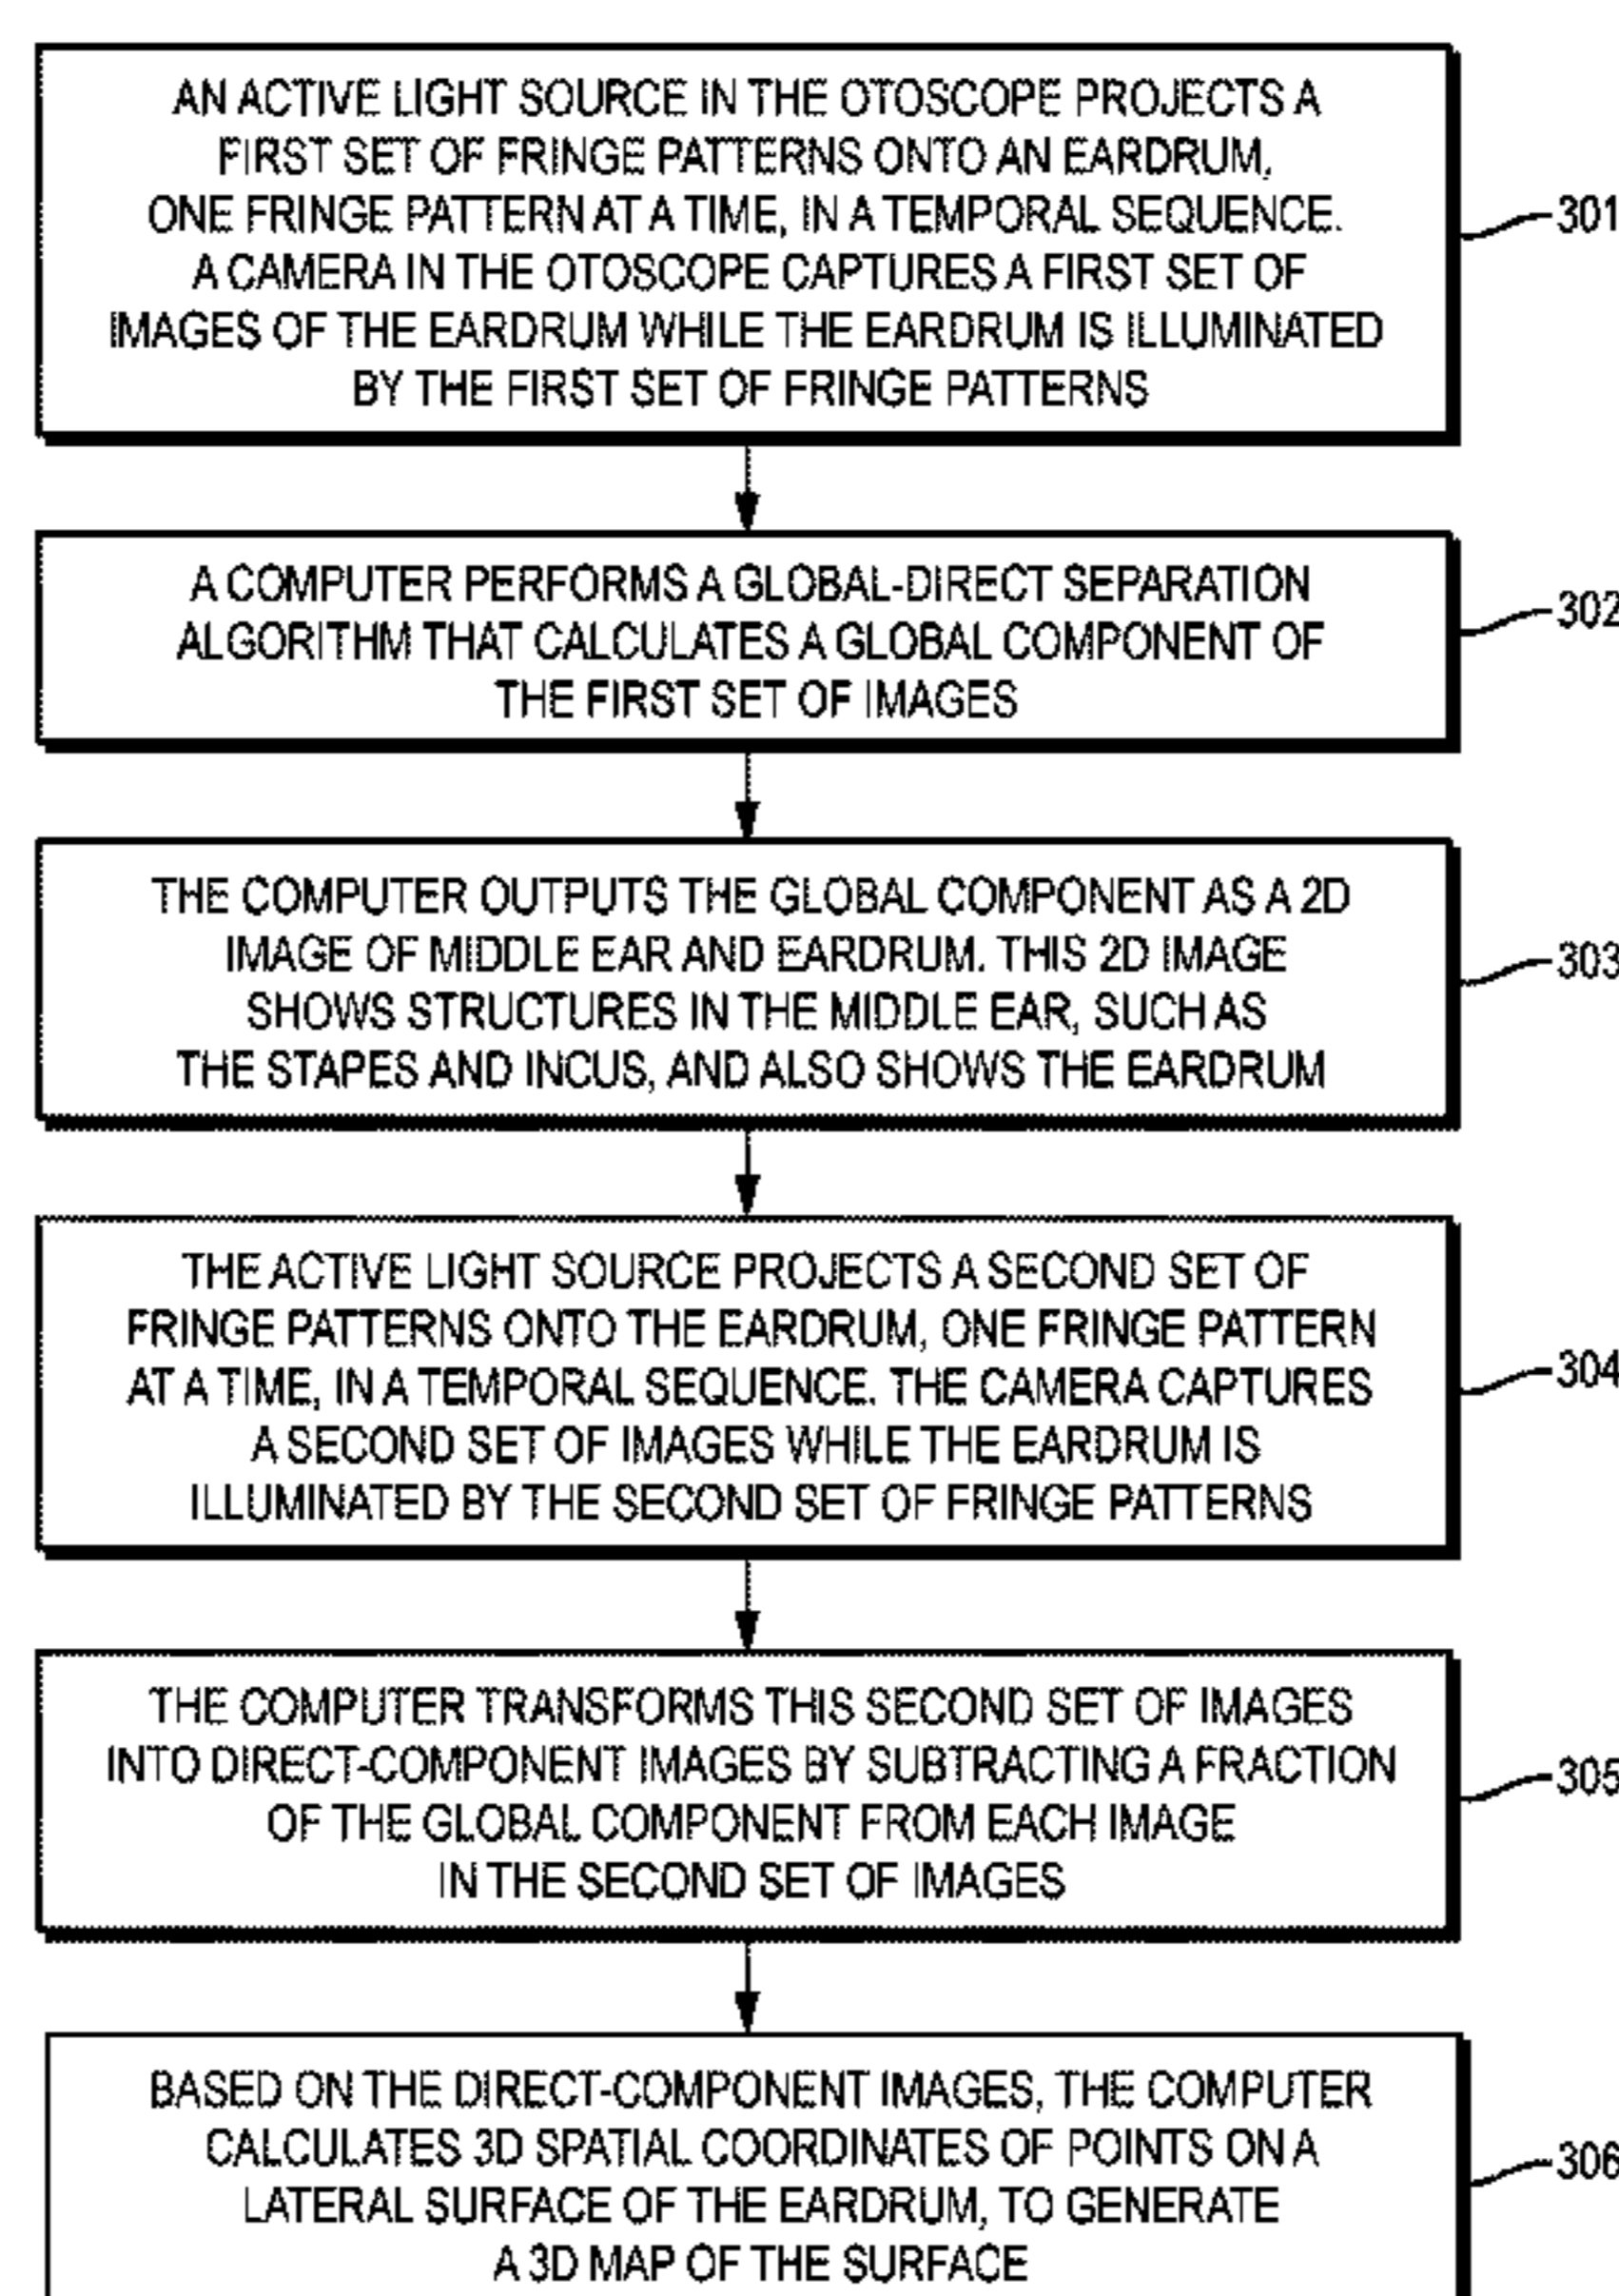 AN ACTIVE LIGHT SOURCE IN THE OTOSCOPE PROJECTS A
FIRST SET OF FRINGE PATTERNS ONTO AN EARDRUM,
ONE FRINGE PATTERN AT A TIME, IN A TEMPORAL SEQUENCE.
A CAMERA IN THE OTOSCOPE CAPTURES A FIRST SET OF
IMAGES OF THE EARDRUM WHILE THE EARDRUM IS ILLUMINATED
BY THE FIRST SET OF FRINGE PATTERNS
301
A COMPUTER PERFORMS A GLOBAL-DIRECT SEPARATION
ALGORITHM THAT CALCULATES A GLOBAL COMPONENT OF
THE FIRST SET OF IMAGES
302
THE COMPUTER OUTPUTS THE GLOBAL COMPONENT AS A 2D
IMAGE OF MIDDLE EAR AND EARDRUM. THIS 2D IMAGE
SHOWS STRUCTURES IN THE MIDDLE EAR, SUCH AS
THE STAPES AND INCUS, AND ALSO SHOWS THE EARDRUM
303
THE ACTIVE LIGHT SOURCE PROJECTS A SECOND SET OF
FRINGE PATTERNS ONTO THE EARDRUM, ONE FRINGE PATTERN
AT A TIME, IN A TEMPORAL SEQUENCE. THE CAMERA CAPTURES
A SECOND SET OF IMAGES WHILE THE EARDRUM IS
ILLUMINATED BY THE SECOND SET OF FRINGE PATTERNS
304
THE COMPUTER TRANSFORMS THIS SECOND SET OF IMAGES
INTO DIRECT-COMPONENT IMAGES BY SUBTRACTING A FRACTION
OF THE GLOBAL COMPONENT FROM EACH IMAGE
IN THE SECOND SET OF IMAGES
305
BASED ON THE DIRECT-COMPONENT IMAGES, THE COMPUTER
CALCULATES 3D SPATIAL COORDINATES OF POINTS ON A
LATERAL SURFACE OF THE EARDRUM, TO GENERATE
A 3D MAP OF THE SURFACE
306